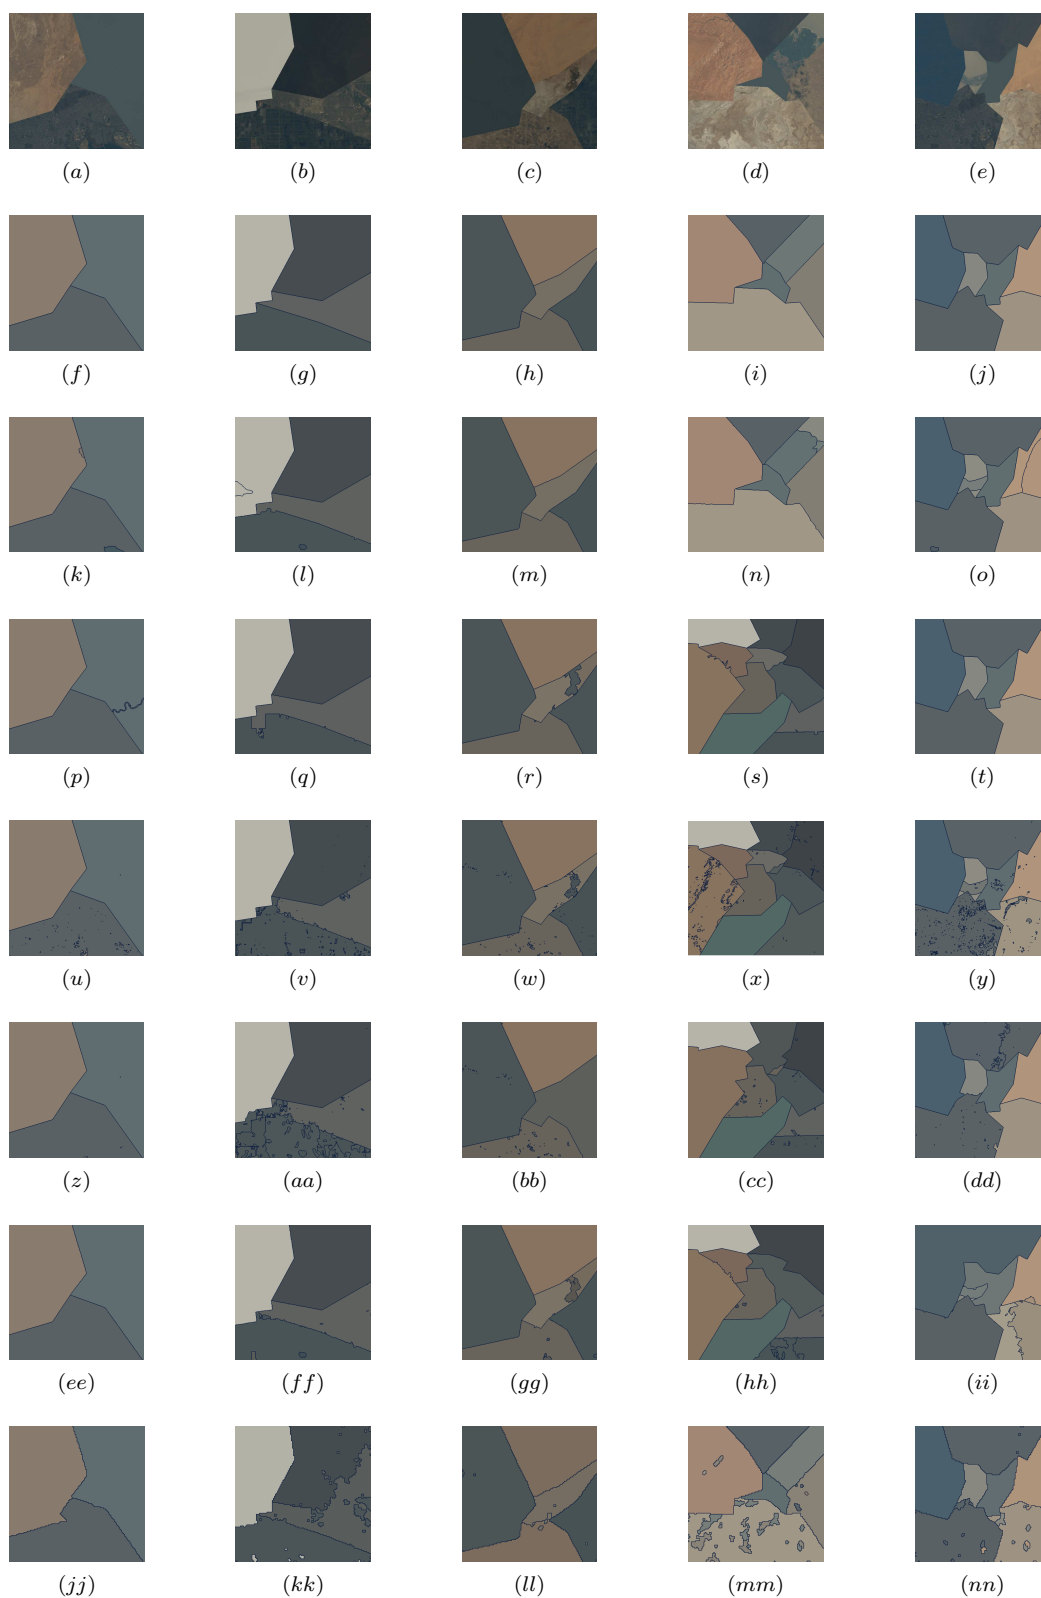 (a) (b) (c) (d) (e)
(f) (g) (h) (i) (j)
(k) (l) (m) (n) (o)
(p) (q) (r) (s) (t)
(u) (v) (w) (x) (y)
(z) (aa) (bb) (cc) (dd)
(ee) (ff) (gg) (hh) (ii)
(jj) (kk) (ll) (mm) (nn)